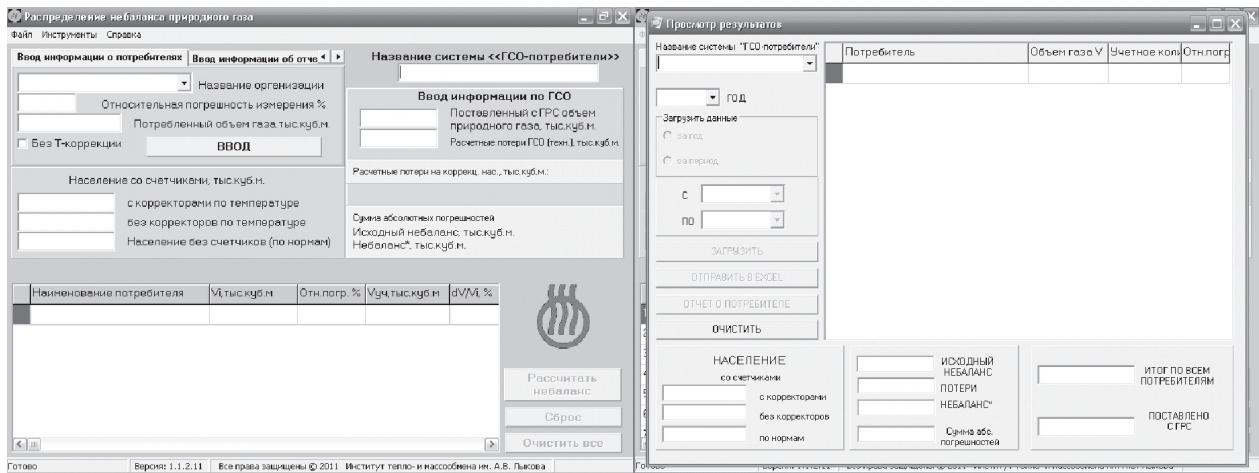 Распределение небаланса природного газа
Файл Инструменты Справка
Ввод информации о потребителях Ввод информации об отче
Название организации
Относительная погрешность измерения %
Потребленный объем газа, тыс.куб.м.
Без Т-коррекции
ВВОД
Население со счетчиками, тыс.куб.м.
с корректорами по температуре
без корректоров по температуре
Население без счетчиков (по нормам)
Название системы <<ГСО-потребители>>
Ввод информации по ГСО
Поставленный с ГРС объем
природного газа, тыс.куб.м.
Расчетные потери ГСО (техн.), тыс.куб.м.
Расчетные потери на коррекц. нас., тыс.куб.м.:
Сумма абсолютных погрешностей
Исходный небаланс, тыс.куб.м.
Небаланс*, тыс.куб.м.
Наименование потребителя Vi,тыс.куб.м Отн.погр. % Vуч,тыс.куб.м dV/Vi, %
Рассчитать
небаланс
Сброс
Очистить все
Готово Версия: 1.1.2.11 Все права защищены © 2011 Институт тепло- и массообмена им. А.В. Лыкова
Просмотр результатов
Название системы "ГСО-потребители"
год
Загрузить данные
за год
за период
с
по
ЗАГРУЗИТЬ
ОТПРАВИТЬ В EXCEL
ОТЧЕТ О ПОТРЕБИТЕЛЕ
ОЧИСТИТЬ
Потребитель Объем газа V Учетное коли Отн.погр
НАСЕЛЕНИЕ
со счетчиками
с корректорами
без корректоров
по нормам
ИСХОДНЫЙ
НЕБАЛАНС
ПОТЕРИ
НЕБАЛАНС*
Сумма абс.
погрешностей
ИТОГ ПО ВСЕМ
ПОТРЕБИТЕЛЯМ
ПОСТАВЛЕНО
С ГРС